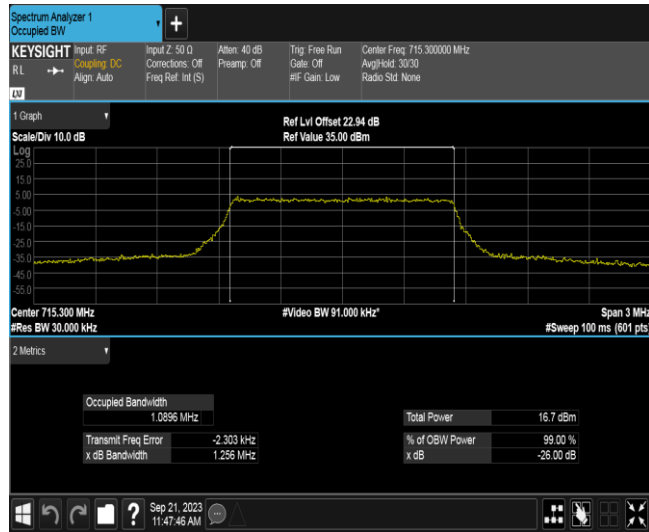 Spectrum Analyzer 1
Occupied BW
+
KEYSIGHT
RL
LXI
Input: RF
Coupling: DC
Align: Auto
Input Z: 50 Ω
Corrections: Off
Freq Ref: Int (S)
Atten: 40 dB
Preamp: Off
Trig: Free Run
Gate: Off
#IF Gain: Low
Center Freq: 715.300000 MHz
Avg|Hold: 30/30
Radio Std: None
1 Graph
Scale/Div 10.0 dB
Ref Lvl Offset 22.94 dB
Ref Value 35.00 dBm
Log
25.0
15.0
5.00
-5.00
-15.0
-25.0
-35.0
-45.0
-55.0
Center 715.300 MHz
#Video BW 91.000 kHz*
Span 3 MHz
#Res BW 30.000 kHz
#Sweep 100 ms (601 pts)
2 Metrics
Occupied Bandwidth
1.0896 MHz
Total Power 16.7 dBm
Transmit Freq Error -2.303 kHz
% of OBW Power 99.00 %
x dB Bandwidth 1.256 MHz
x dB -26.00 dB
?
Sep 21, 2023
11:47:46 AM